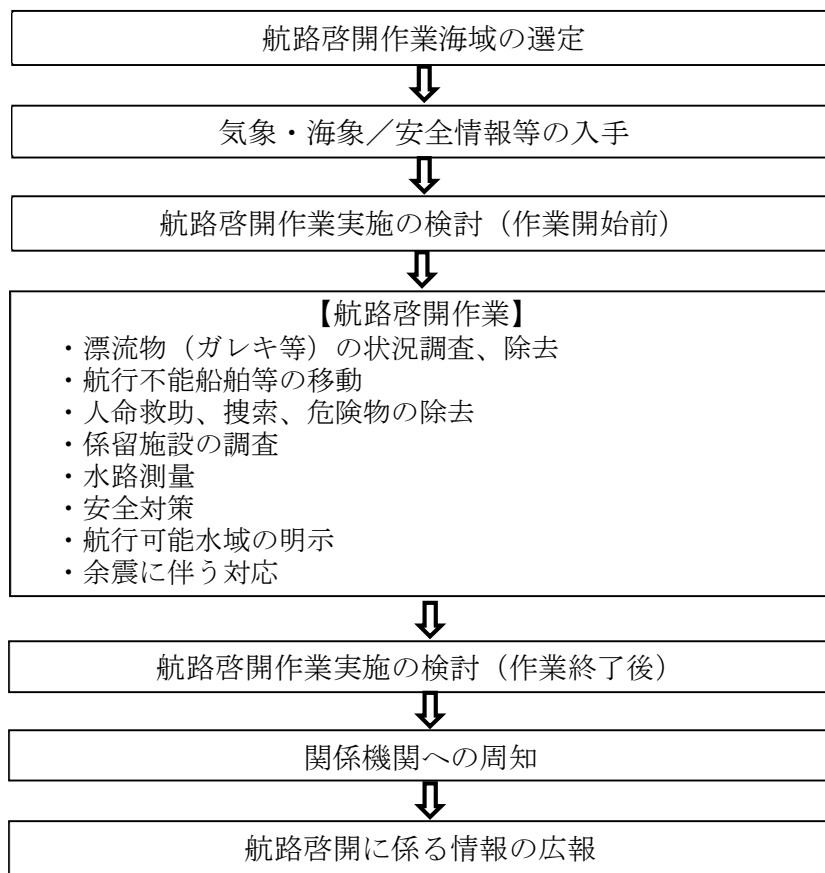 航路啓開作業海域の選定
気象・海象／安全情報等の入手
航路啓開作業実施の検討（作業開始前）
【航路啓開作業】
・漂流物（ガレキ等）の状況調査、除去
・航行不能船舶等の移動
・人命救助、捜索、危険物の除去
・係留施設の調査
・水路測量
・安全対策
・航行可能水域の明示
・余震に伴う対応
航路啓開作業実施の検討（作業終了後）
関係機関への周知
航路啓開に係る情報の広報